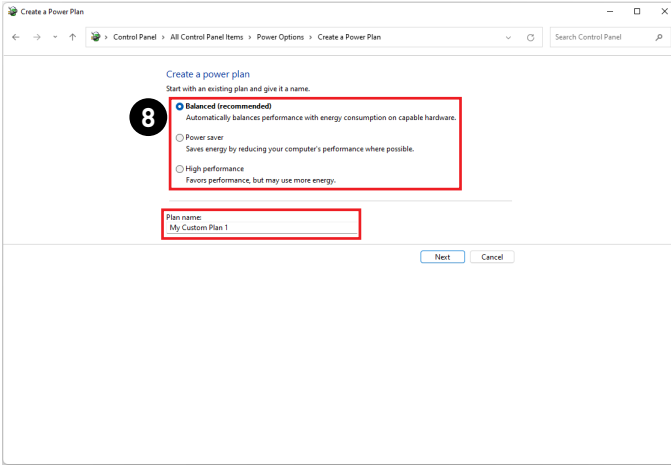 Create a Power Plan
Control Panel > All Control Panel Items > Power Options > Create a Power Plan
Search Control Panel
Create a power plan
Start with an existing plan and give it a name.
8
Balanced (recommended)
Automatically balances performance with energy consumption on capable hardware.
Power saver
Saves energy by reducing your computer's performance where possible.
High performance
Favors performance, but may use more energy.
Plan name:
My Custom Plan 1
Next Cancel